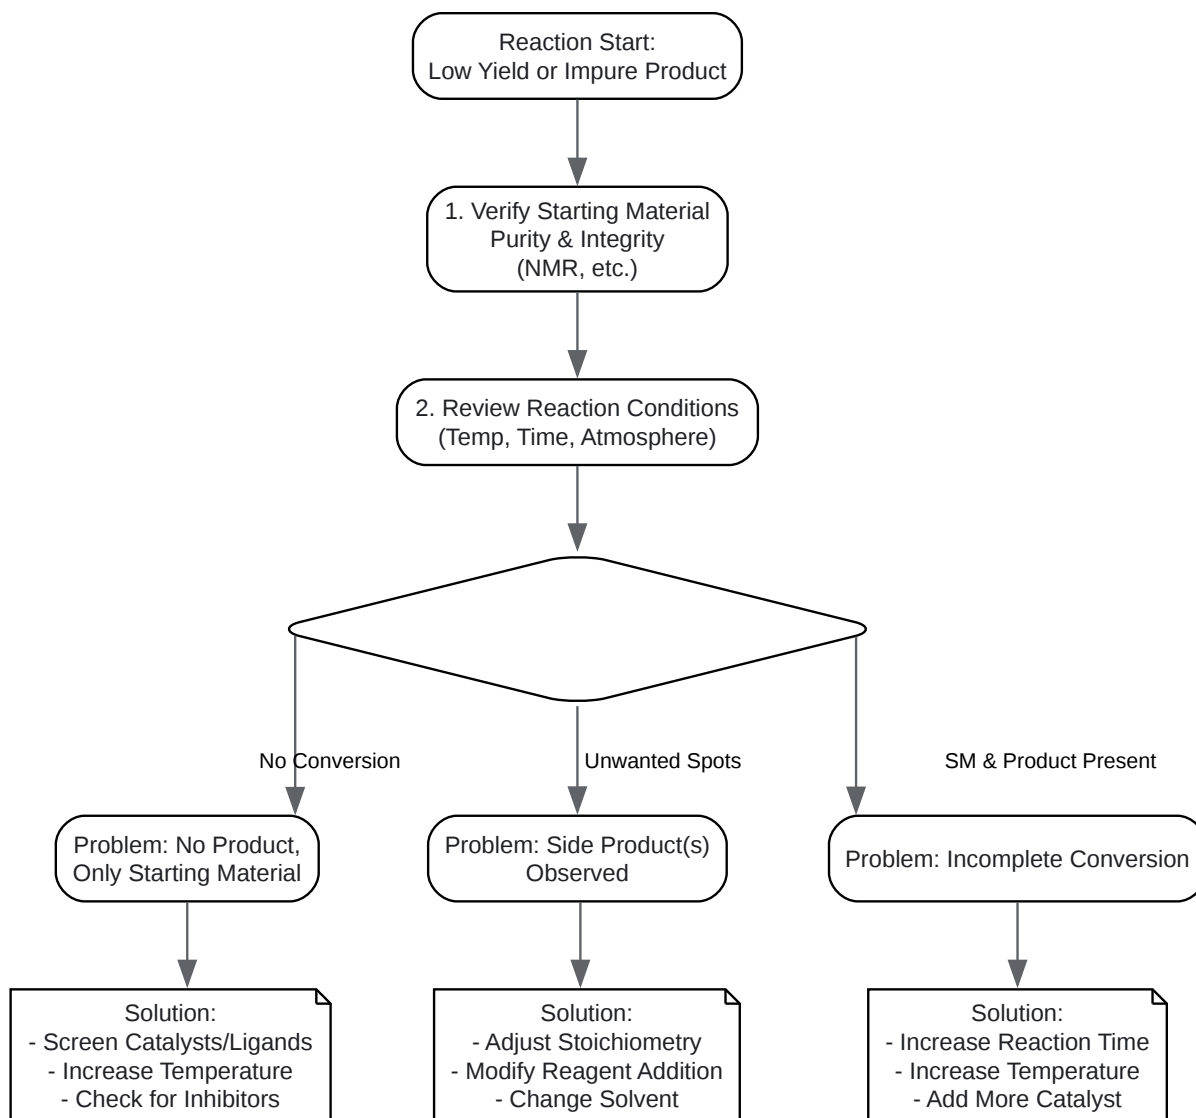 Reaction Start:
Low Yield or Impure Product
1. Verify Starting Material
Purity & Integrity
(NMR, etc.)
2. Review Reaction Conditions
(Temp, Time, Atmosphere)
No Conversion
Unwanted Spots
SM & Product Present
Problem: No Product,
Only Starting Material
Problem: Side Product(s)
Observed
Problem: Incomplete Conversion
Solution:
- Screen Catalysts/Ligands
- Increase Temperature
- Check for Inhibitors
Solution:
- Adjust Stoichiometry
- Modify Reagent Addition
- Change Solvent
Solution:
- Increase Reaction Time
- Increase Temperature
- Add More Catalyst